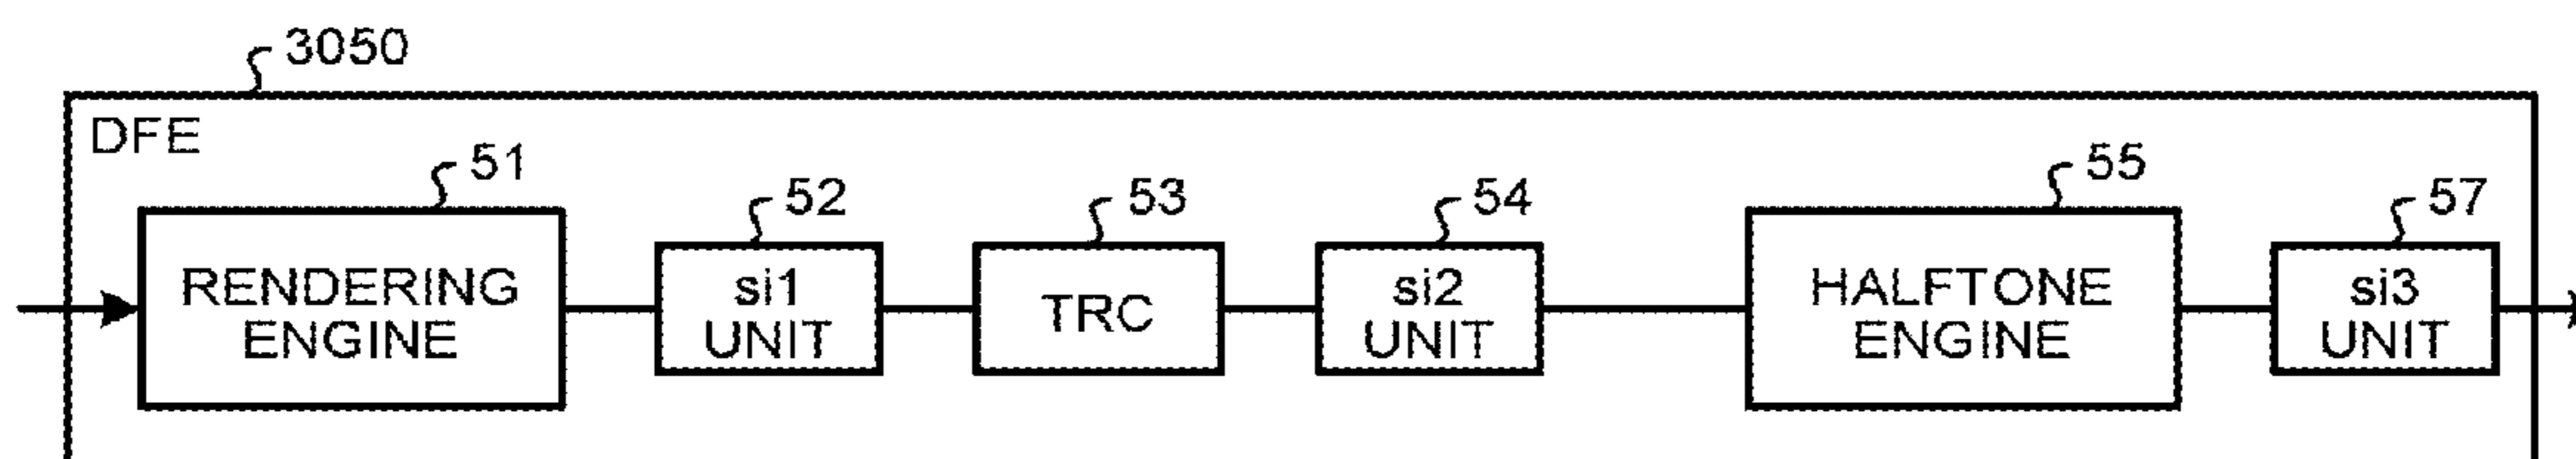 3050
DFE
51
52
53
54
55
57
RENDERING
ENGINE
si1
UNIT
TRC
si2
UNIT
HALFTONE
ENGINE
si3
UNIT